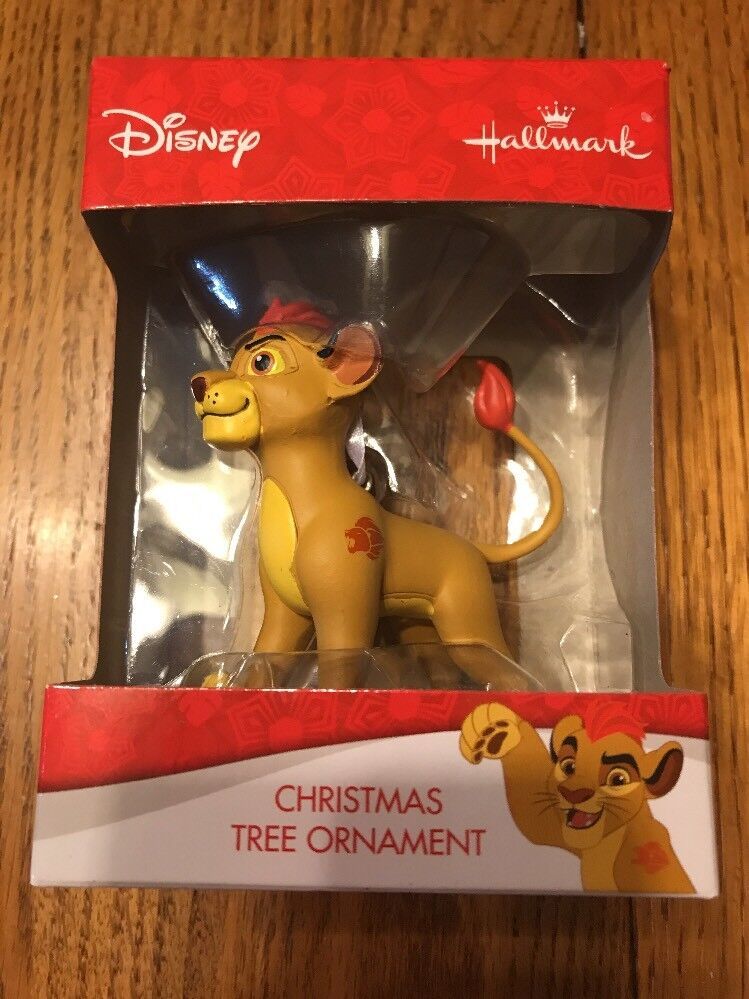 Disney
Hallmark
CHRISTMAS
TREE ORNAMENT